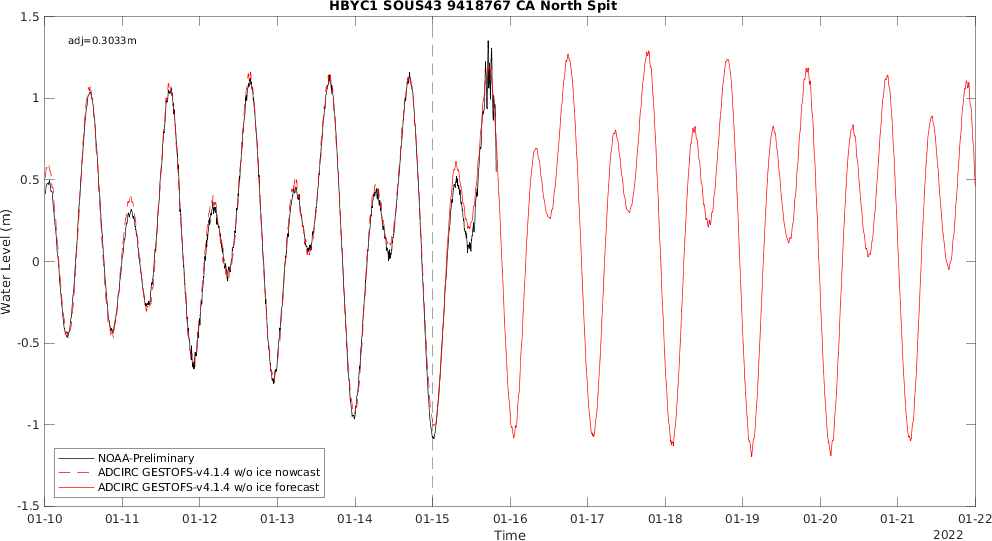 HBYC1 SOUS43 9418767 CA North Spit
adj=0.3033m
1.5
1
0.5
0
-0.5
-1
-1.5
Water Level (m)
NOAA-Preliminary
ADCIRC GESTOFS-v4.1.4 w/o ice nowcast
ADCIRC GESTOFS-v4.1.4 w/o ice forecast
01-10 01-11 01-12 01-13 01-14 01-15 01-16 01-17 01-18 01-19 01-20 01-21 01-22
Time
2022